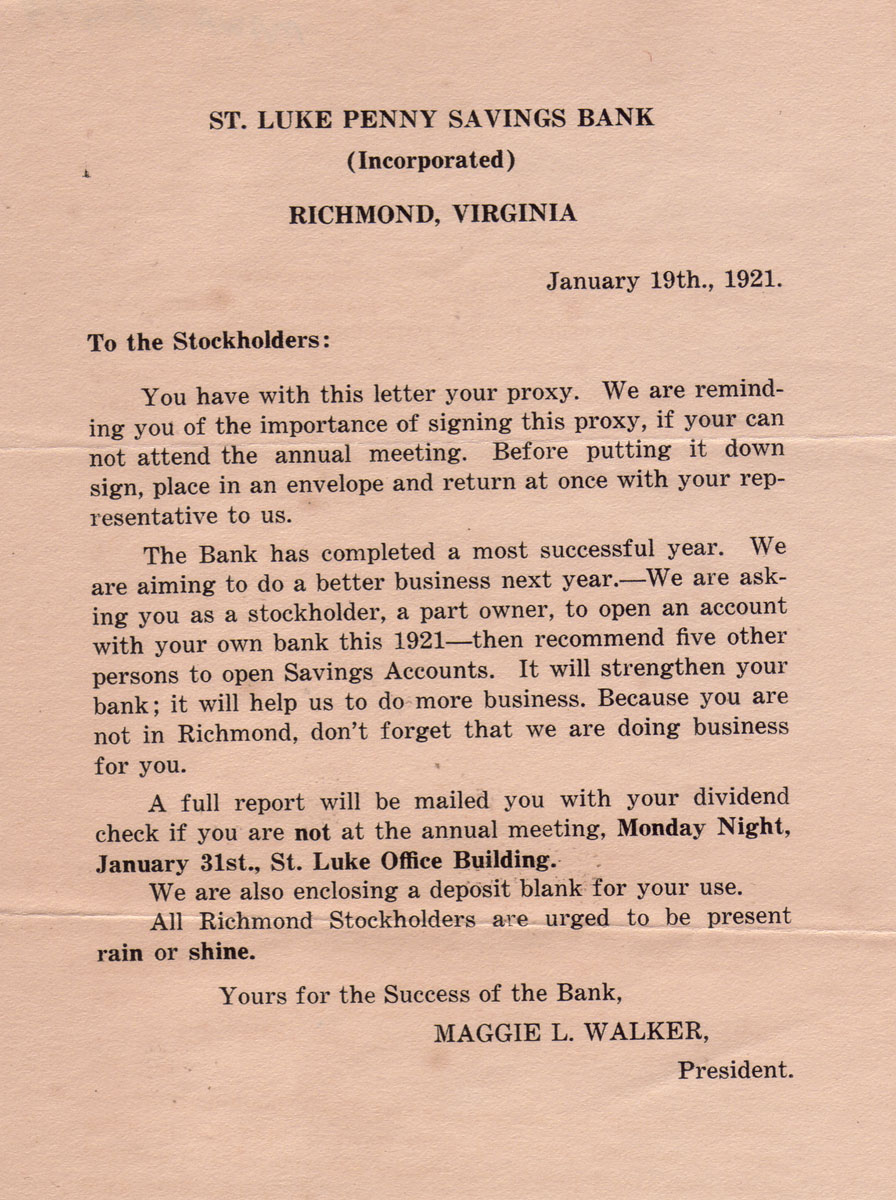 ST. LUKE PENNY SAVINGS BANK
(Incorporated)
RICHMOND, VIRGINIA
January 19th., 1921.
To the Stockholders:
You have with this letter your proxy. We are remind-
ing you of the importance of signing this proxy, if your can
not attend the annual meeting. Before putting it down
sign, place in an envelope and return at once with your rep-
resentative to us.
The Bank has completed a most successful year. We
are aiming to do a better business next year.—We are ask-
ing you as a stockholder, a part owner, to open an account
with your own bank this 1921—then recommend five other
persons to open Savings Accounts. It will strengthen your
bank; it will help us to do more business. Because you are
not in Richmond, don't forget that we are doing business
for you.
A full report will be mailed you with your dividend
check if you are not at the annual meeting, Monday Night,
January 31st., St. Luke Office Building.
We are also enclosing a deposit blank for your use.
All Richmond Stockholders are urged to be present
rain or shine.
Yours for the Success of the Bank,
MAGGIE L. WALKER,
President.